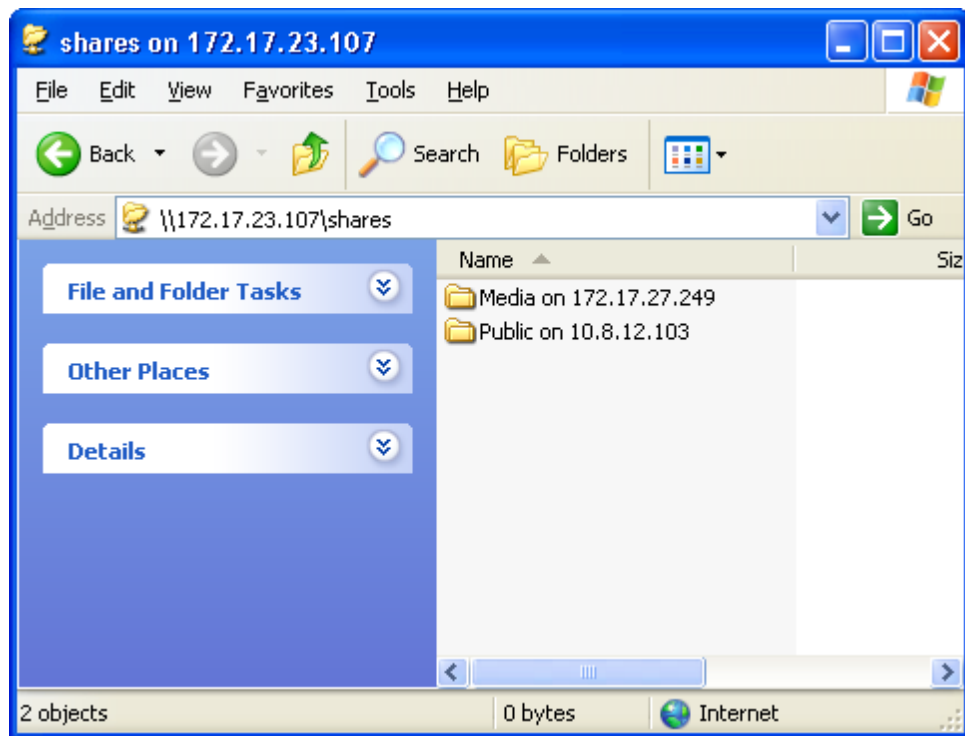 shares on 172.17.23.107
File Edit View Favorites Tools Help
Back Search Folders
Address \\172.17.23.107\shares Go
Name Siz
File and Folder Tasks
Other Places
Details
Media on 172.17.27.249
Public on 10.8.12.103
2 objects 0 bytes Internet